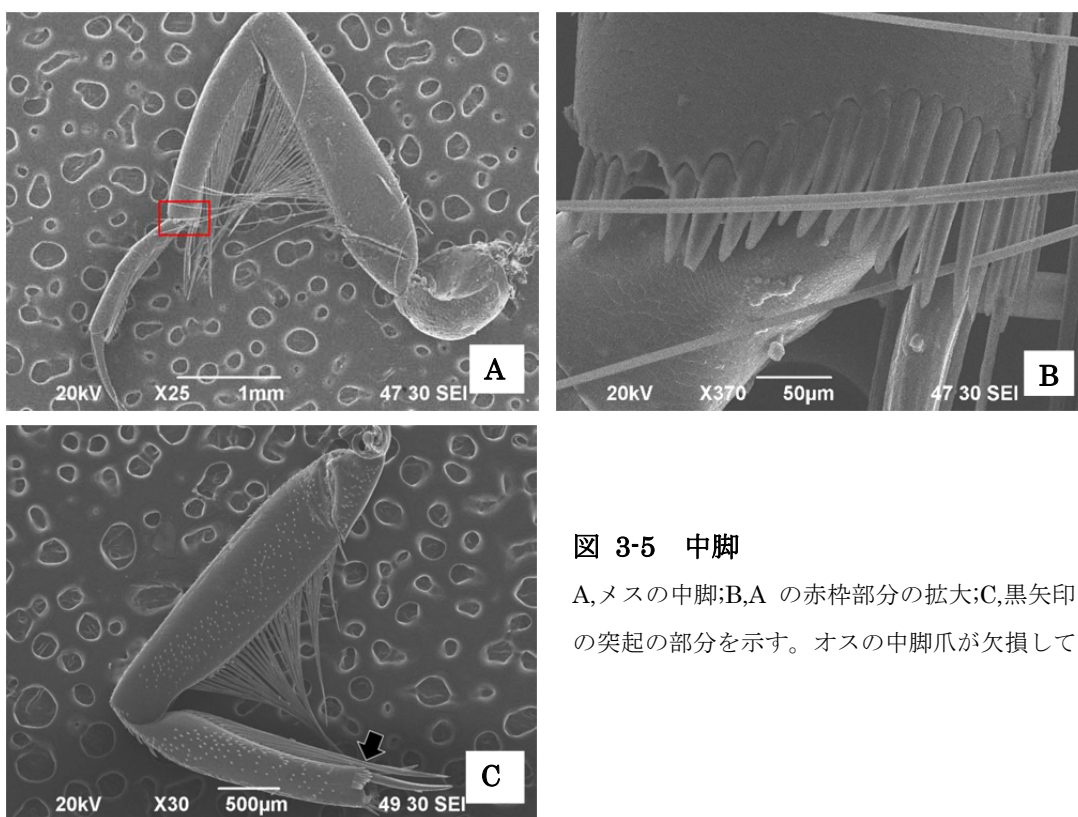 A
20kV X25 1mm 47 30 SEI
B
20kV X370 50μm 47 30 SEI
C
20kV X30 500μm 49 30 SEI
図 3-5 中脚
A,メスの中脚;B,A の赤枠部分の拡大;C,黒矢印
の突起の部分を示す。オスの中脚爪が欠損して